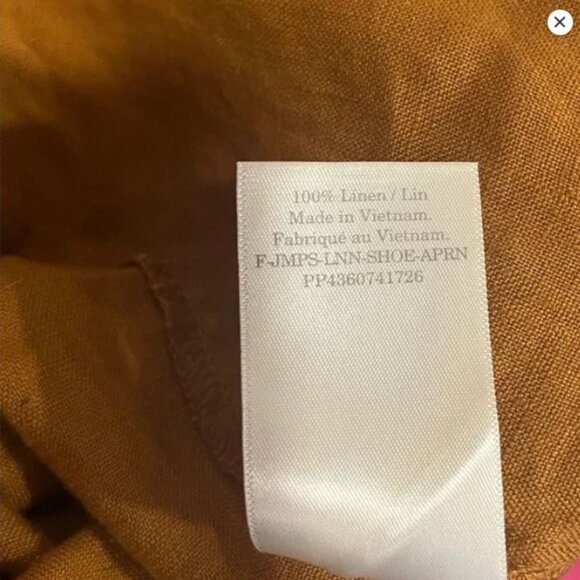 100% Linen / Lin
Made in Vietnam.
Fabriqué au Vietnam.
F-JMPS-LNN-SHOE-APRN
PP4360741726